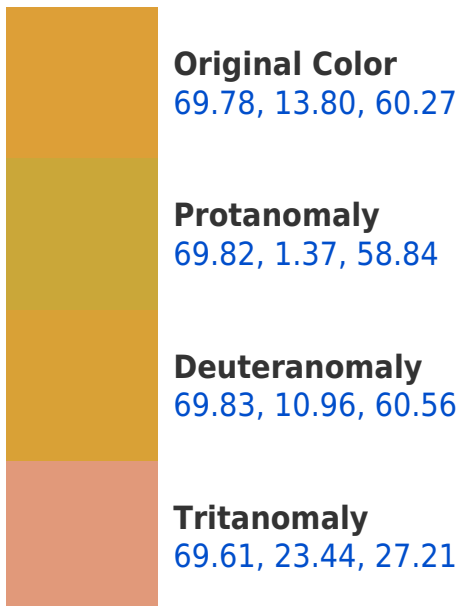 Original Color
69.78, 13.80, 60.27
Protanomaly
69.82, 1.37, 58.84
Deuteranomaly
69.83, 10.96, 60.56
Tritanomaly
69.61, 23.44, 27.21